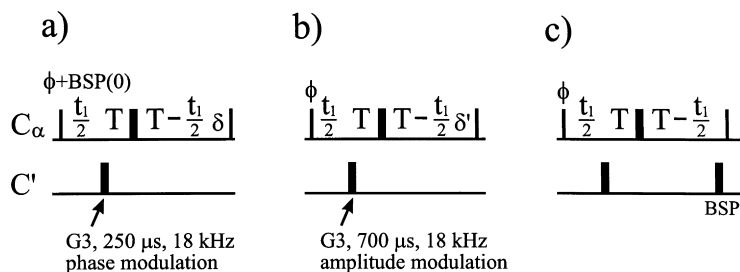 a) b) c)
ϕ+BSP(0) ϕ ϕ
Cα t₁/2 T T − t₁/2 δ t₁/2 T T − t₁/2 δ' t₁/2 T T − t₁/2
C'
BSP
G3, 250 μs, 18 kHz G3, 700 μs, 18 kHz
phase modulation amplitude modulation